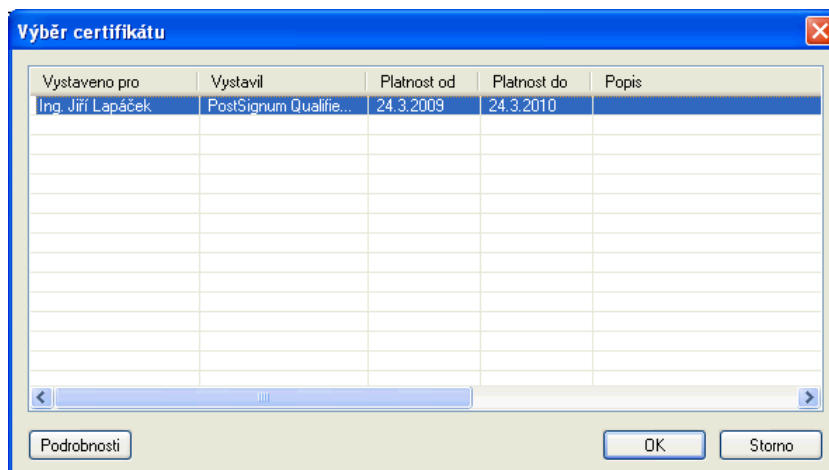 Výběr certifikátu
Vystaveno pro Vystavil Platnost od Platnost do Popis
Ing. Jiří Lapáček PostSignum Qualifie... 24.3.2009 24.3.2010
Podrobnosti OK Storno